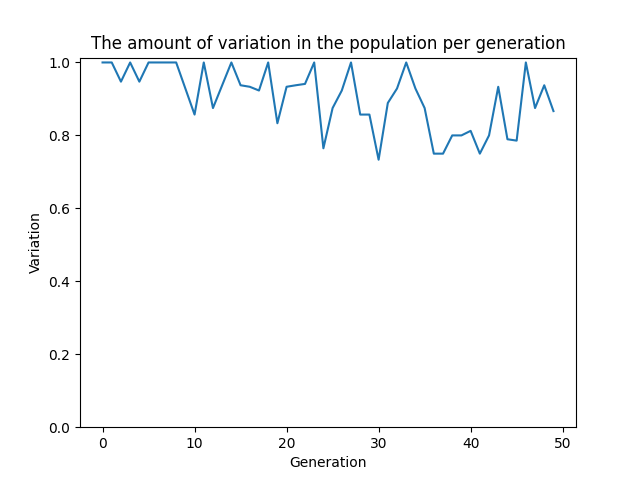 The amount of variation in the population per generation
1.0
0.8
0.6
0.4
0.2
0.0
Variation
0 10 20 30 40 50
Generation